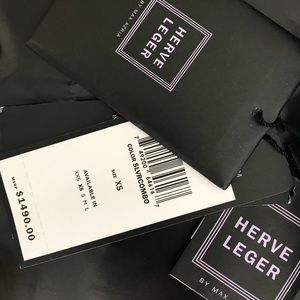 HERVE
LEGER
BY MAX AZRIA
SIZE XS
COLOR SLVRCOMBO
AVAILABLE IN
XXS XS S M L
MSRP $1490.00
HERVE
LEGER
BY MAX